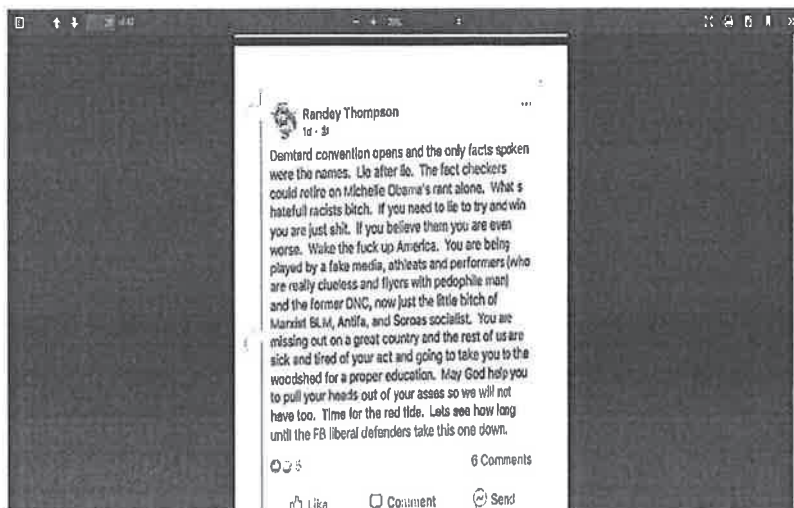 Randey Thompson
1d ·
Demtard convention opens and the only facts spoken
were the names. Lie after lie. The fact checkers
could retire on Michelle Obama's rant alone. What s
hatefull racists bitch. If you need to lie to try and win
you are just shit. If you believe them you are even
worse. Wake the fuck up America. You are being
played by a fake media, athleats and performers (who
are really clueless and flyers with pedophile man)
and the former DNC, now just the little bitch of
Marxist BLM, Antifa, and Soroas socialist. You are
missing out on a great country and the rest of us are
sick and tired of your act and going to take you to the
woodshed for a proper education. May God help you
to pull your heads out of your asses so we will not
have too. Time for the red tide. Lets see how long
until the FB liberal defenders take this one down.
6 Comments
Like Comment Send